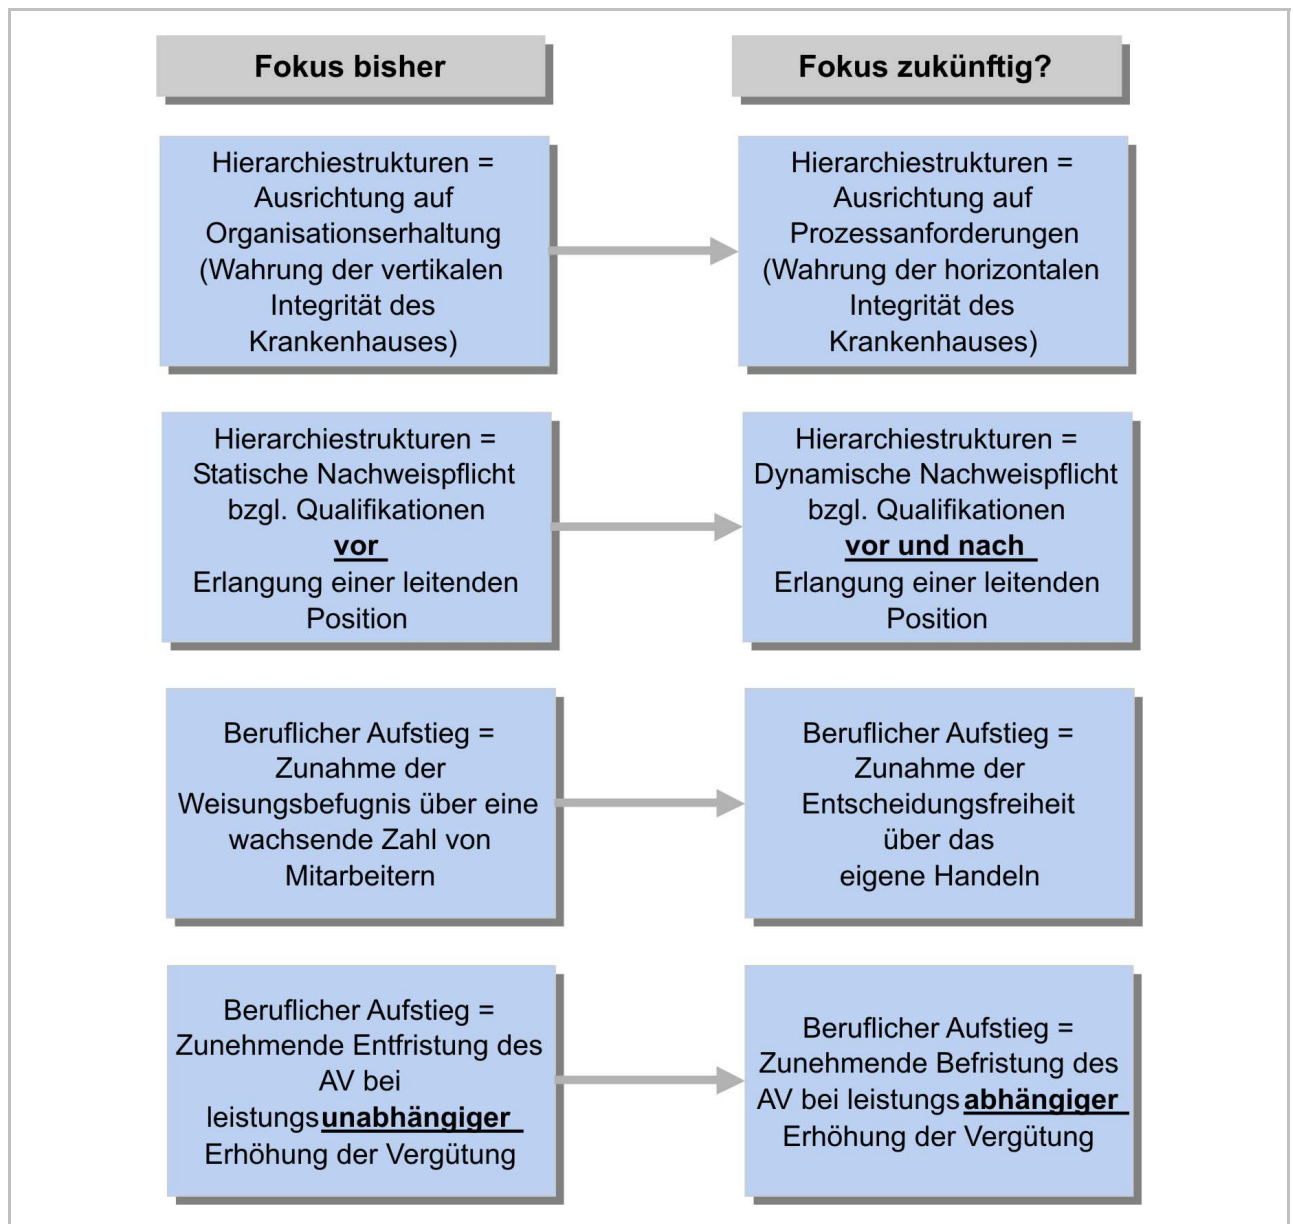 Fokus bisher
Fokus zukünftig?
Hierarchiestrukturen =
Ausrichtung auf
Organisationserhaltung
(Wahrung der vertikalen
Integrität des
Krankenhauses)
Hierarchiestrukturen =
Ausrichtung auf
Prozessanforderungen
(Wahrung der horizontalen
Integrität des
Krankenhauses)
Hierarchiestrukturen =
Statische Nachweispflicht
bzgl. Qualifikationen
vor
Erlangung einer leitenden
Position
Hierarchiestrukturen =
Dynamische Nachweispflicht
bzgl. Qualifikationen
vor und nach
Erlangung einer leitenden
Position
Beruflicher Aufstieg =
Zunahme der
Weisungsbefugnis über eine
wachsende Zahl von
Mitarbeitern
Beruflicher Aufstieg =
Zunahme der
Entscheidungsfreiheit
über das
eigene Handeln
Beruflicher Aufstieg =
Zunehmende Entfristung des
AV bei
leistungsunabhängiger
Erhöhung der Vergütung
Beruflicher Aufstieg =
Zunehmende Befristung des
AV bei leistungsabhängiger
Erhöhung der Vergütung